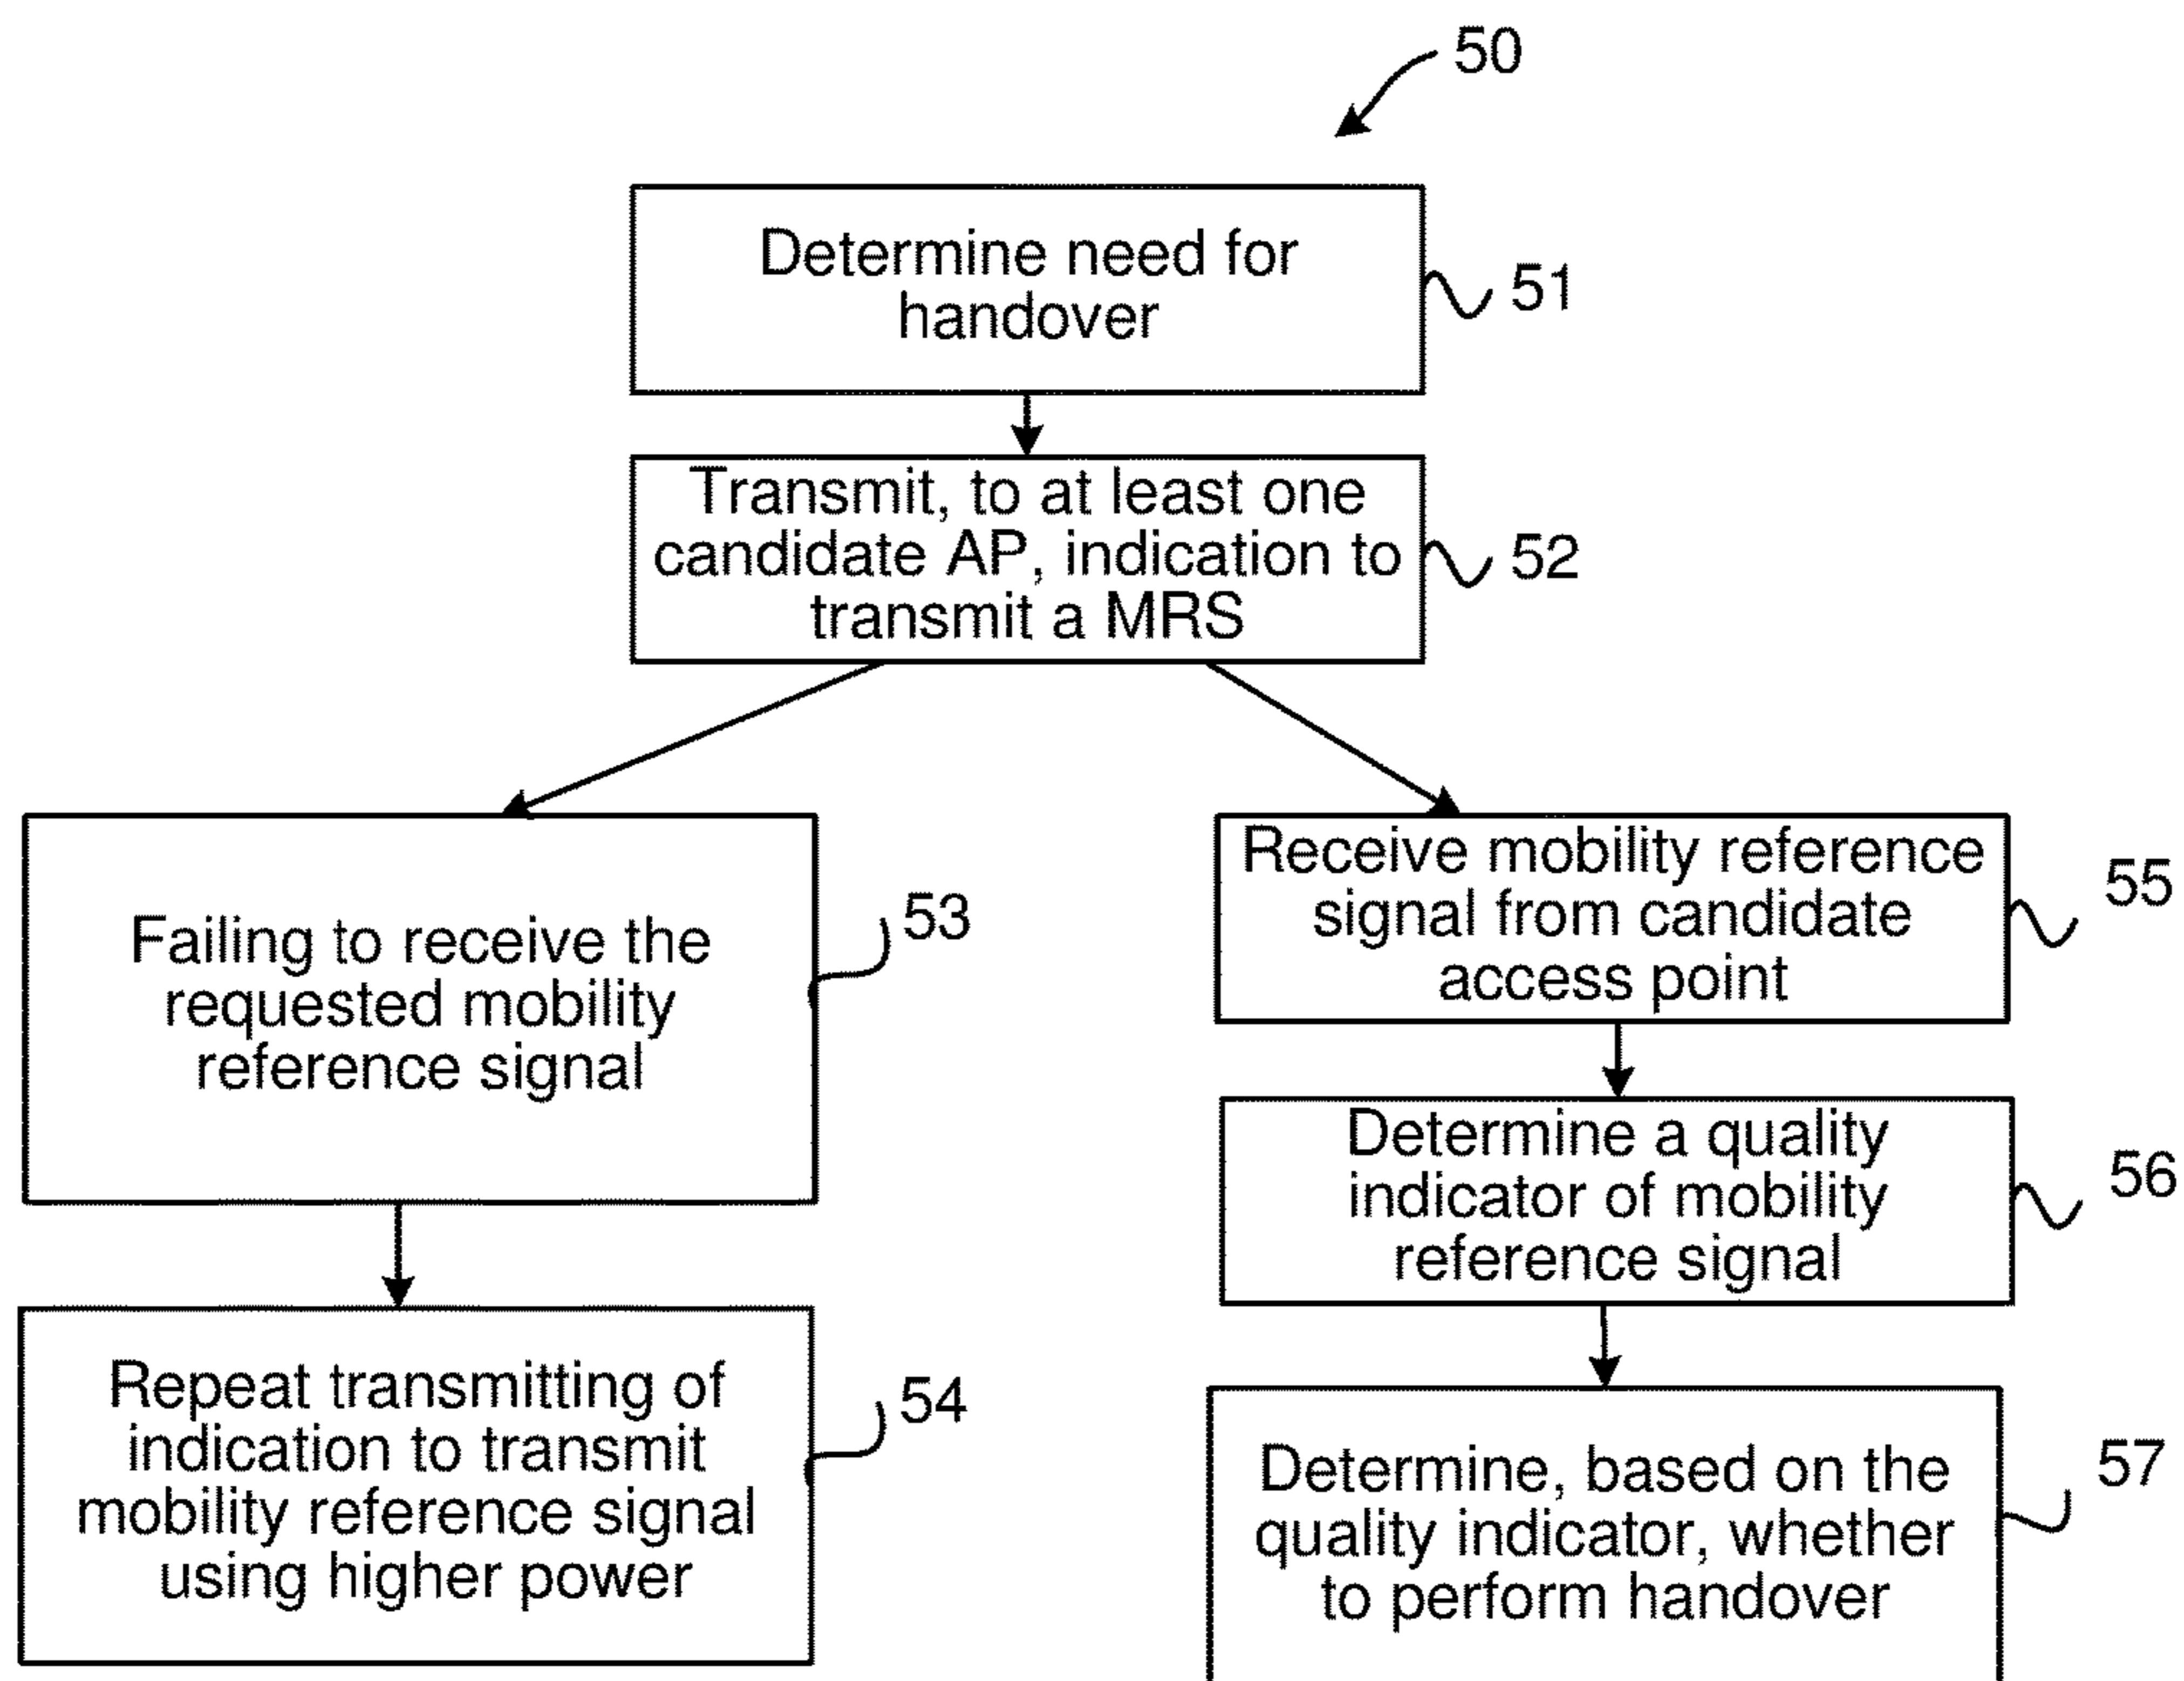 50
Determine need for
handover
51
Transmit, to at least one
candidate AP, indication to
transmit a MRS
52
Failing to receive the
requested mobility
reference signal
53
Receive mobility reference
signal from candidate
access point
55
Determine a quality
indicator of mobility
reference signal
56
Repeat transmitting of
indication to transmit
mobility reference signal
using higher power
54
Determine, based on the
quality indicator, whether
to perform handover
57